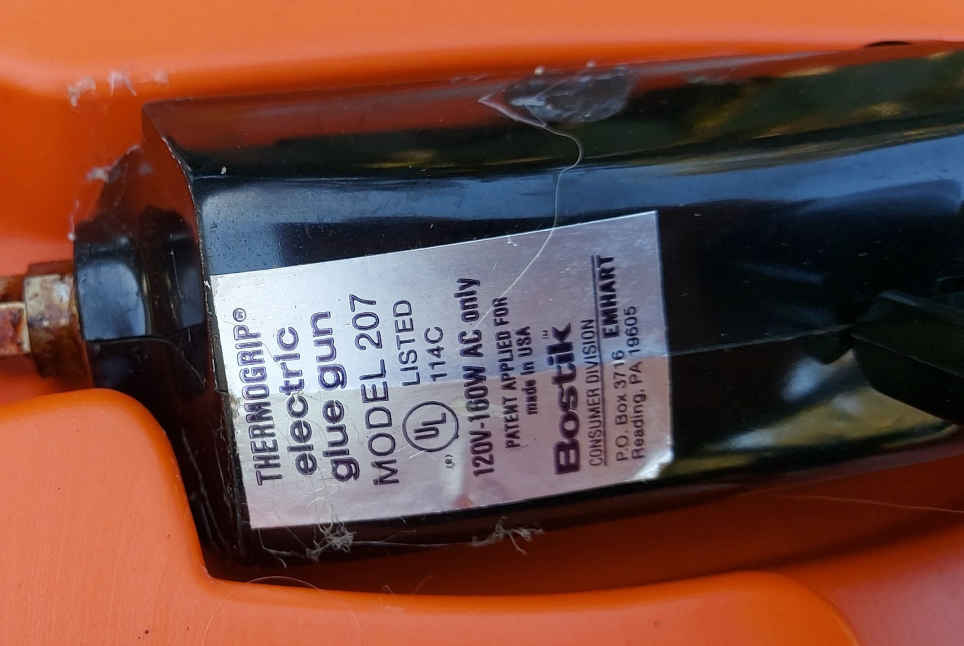 THERMOGRIP®
electric
glue gun
MODEL 207
(R) UL LISTED
114C
120V-160W AC only
PATENT APPLIED FOR
made in USA
Bostik™
CONSUMER DIVISION
P.O. Box 3716 EMHART
Reading, PA 19605